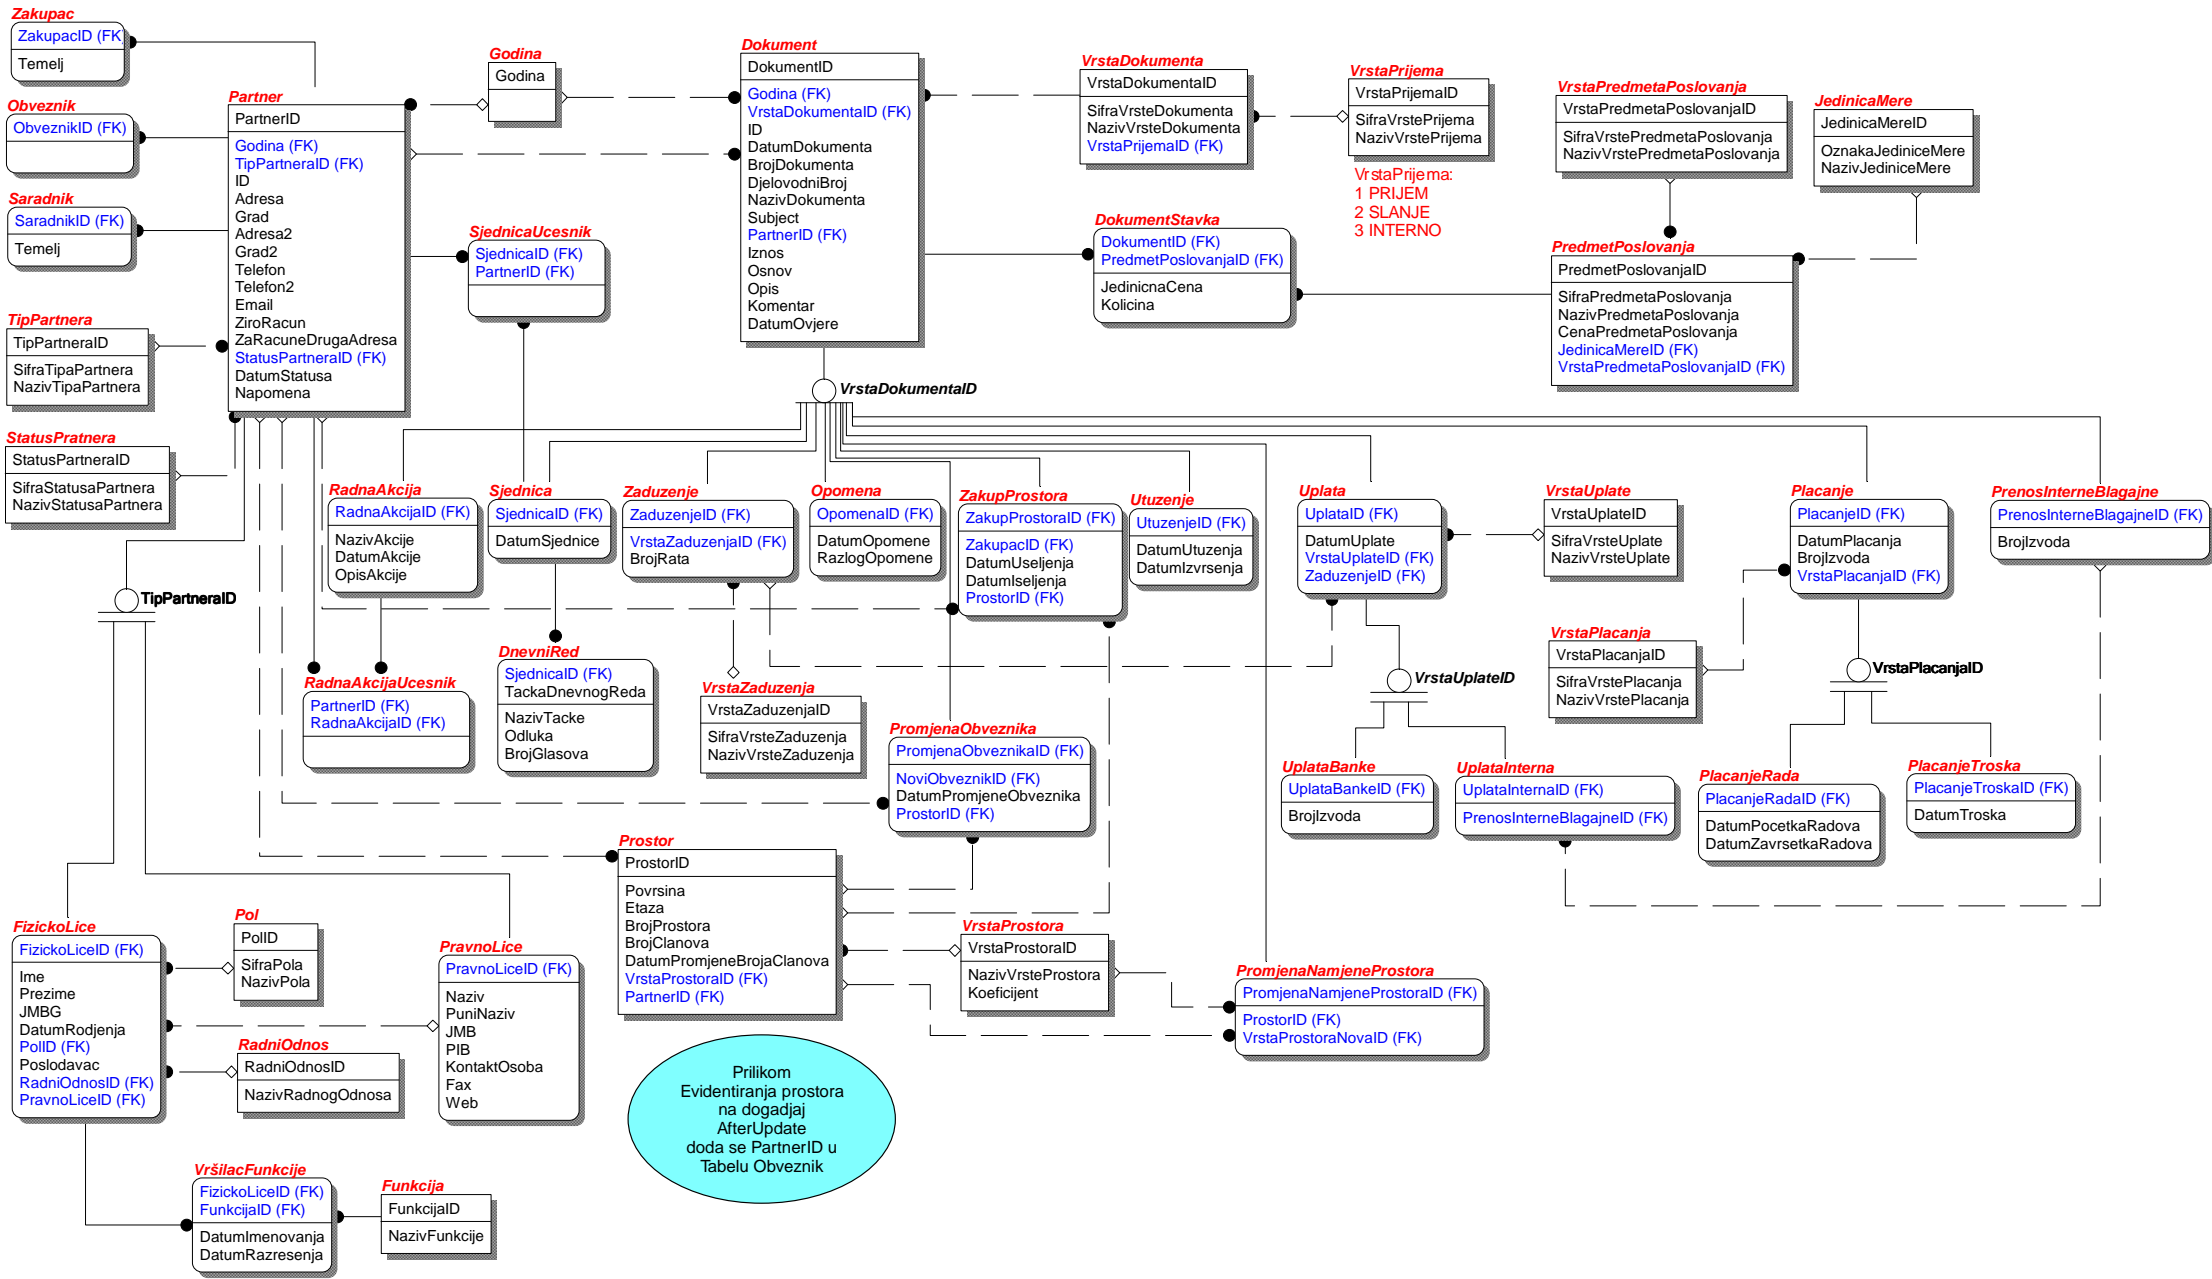 Zakupac
ZakupacID (FK)
Temelj
Obveznik
ObveznikID (FK)
Saradnik
SaradnikID (FK)
Temelj
TipPartnera
TipPartneraID
SifraTipaPartnera
NazivTipaPartnera
StatusPratnera
StatusPartneraID
SifraStatusaPartnera
NazivStatusaPartnera
Partner
PartnerID
Godina (FK)
TipPartneraID (FK)
ID
Adresa
Grad
Adresa2
Grad2
Telefon
Telefon2
Email
ZiroRacun
ZaRacuneDrugaAdresa
StatusPartneraID (FK)
DatumStatusa
Napomena
Godina
Godina
SjednicaUcesnik
SjednicaID (FK)
PartnerID (FK)
Dokument
DokumentID
Godina (FK)
VrstaDokumentaID (FK)
ID
DatumDokumenta
BrojDokumenta
DjelovodniBroj
NazivDokumenta
Subject
PartnerID (FK)
Iznos
Osnov
Opis
Komentar
DatumOvjere
VrstaDokumenta
VrstaDokumentaID
SifraVrsteDokumenta
NazivVrsteDokumenta
VrstaPrijemaID (FK)
VrstaPrijema
VrstaPrijemaID
SifraVrstePrijema
NazivVrstePrijema
VrstaPrijema:
1 PRIJEM
2 SLANJE
3 INTERNO
DokumentStavka
DokumentID (FK)
PredmetPoslovanjaID (FK)
JedinicnaCena
Kolicina
VrstaPredmetaPoslovanja
VrstaPredmetaPoslovanjaID
SifraVrstePredmetaPoslovanja
NazivVrstePredmetaPoslovanja
JedinicaMere
JedinicaMereID
OznakaJediniceMere
NazivJediniceMere
PredmetPoslovanja
PredmetPoslovanjaID
SifraPredmetaPoslovanja
NazivPredmetaPoslovanja
CenaPredmetaPoslovanja
JedinicaMereID (FK)
VrstaPredmetaPoslovanjaID (FK)
VrstaDokumentaID
RadnaAkcija
RadnaAkcijaID (FK)
NazivAkcije
DatumAkcije
OpisAkcije
Sjednica
SjednicaID (FK)
DatumSjednice
Zaduzenje
ZaduzenjeID (FK)
VrstaZaduzenjaID (FK)
BrojRata
Opomena
OpomenaID (FK)
DatumOpomene
RazlogOpomene
ZakupProstora
ZakupProstoraID (FK)
ZakupacID (FK)
DatumUseljenja
DatumIseljenja
ProstorID (FK)
Utuzenje
UtuzenjeID (FK)
DatumUtuzenja
DatumIzvrsenja
Uplata
UplataID (FK)
DatumUplate
VrstaUplateID (FK)
ZaduzenjeID (FK)
VrstaUplate
VrstaUplateID
SifraVrsteUplate
NazivVrsteUplate
Placanje
PlacanjeID (FK)
DatumPlacanja
BrojIzvoda
VrstaPlacanjaID (FK)
PrenosInterneBlagajne
PrenosInterneBlagajneID (FK)
BrojIzvoda
TipPartneraID
RadnaAkcijaUcesnik
PartnerID (FK)
RadnaAkcijaID (FK)
DnevniRed
SjednicaID (FK)
TackaDnevnogReda
NazivTacke
Odluka
BrojGlasova
VrstaZaduzenja
VrstaZaduzenjaID
SifraVrsteZaduzenja
NazivVrsteZaduzenja
PromjenaObveznika
PromjenaObveznikaID (FK)
NoviObveznikID (FK)
DatumPromjeneObveznika
ProstorID (FK)
VrstaUplateID
VrstaPlacanja
VrstaPlacanjaID
SifraVrstePlacanja
NazivVrstePlacanja
VrstaPlacanjaID
UplataBanke
UplataBankeID (FK)
BrojIzvoda
UplataInterna
UplataInternaID (FK)
PrenosInterneBlagajneID (FK)
PlacanjeRada
PlacanjeRadaID (FK)
DatumPocetkaRadova
DatumZavrsetkaRadova
PlacanjeTroska
PlacanjeTroskaID (FK)
DatumTroska
Prostor
ProstorID
Povrsina
Etaza
BrojProstora
BrojClanova
DatumPromjeneBrojaClanova
VrstaProstoraID (FK)
PartnerID (FK)
VrstaProstora
VrstaProstoraID
NazivVrsteProstora
Koeficijent
PromjenaNamjeneProstora
PromjenaNamjeneProstoraID (FK)
ProstorID (FK)
VrstaProstoraNovaID (FK)
FizickoLice
FizickoLiceID (FK)
Ime
Prezime
JMBG
DatumRodjenja
PolID (FK)
Poslodavac
RadniOdnosID (FK)
PravnoLiceID (FK)
Pol
PolID
SifraPola
NazivPola
RadniOdnos
RadniOdnosID
NazivRadnogOdnosa
PravnoLice
PravnoLiceID (FK)
Naziv
PuniNaziv
JMB
PIB
KontaktOsoba
Fax
Web
Prilikom
Evidentiranja prostora
na dogadjaj
AfterUpdate
doda se PartnerID u
Tabelu Obveznik
VršilacFunkcije
FizickoLiceID (FK)
FunkcijaID (FK)
DatumImenovanja
DatumRazresenja
Funkcija
FunkcijaID
NazivFunkcije